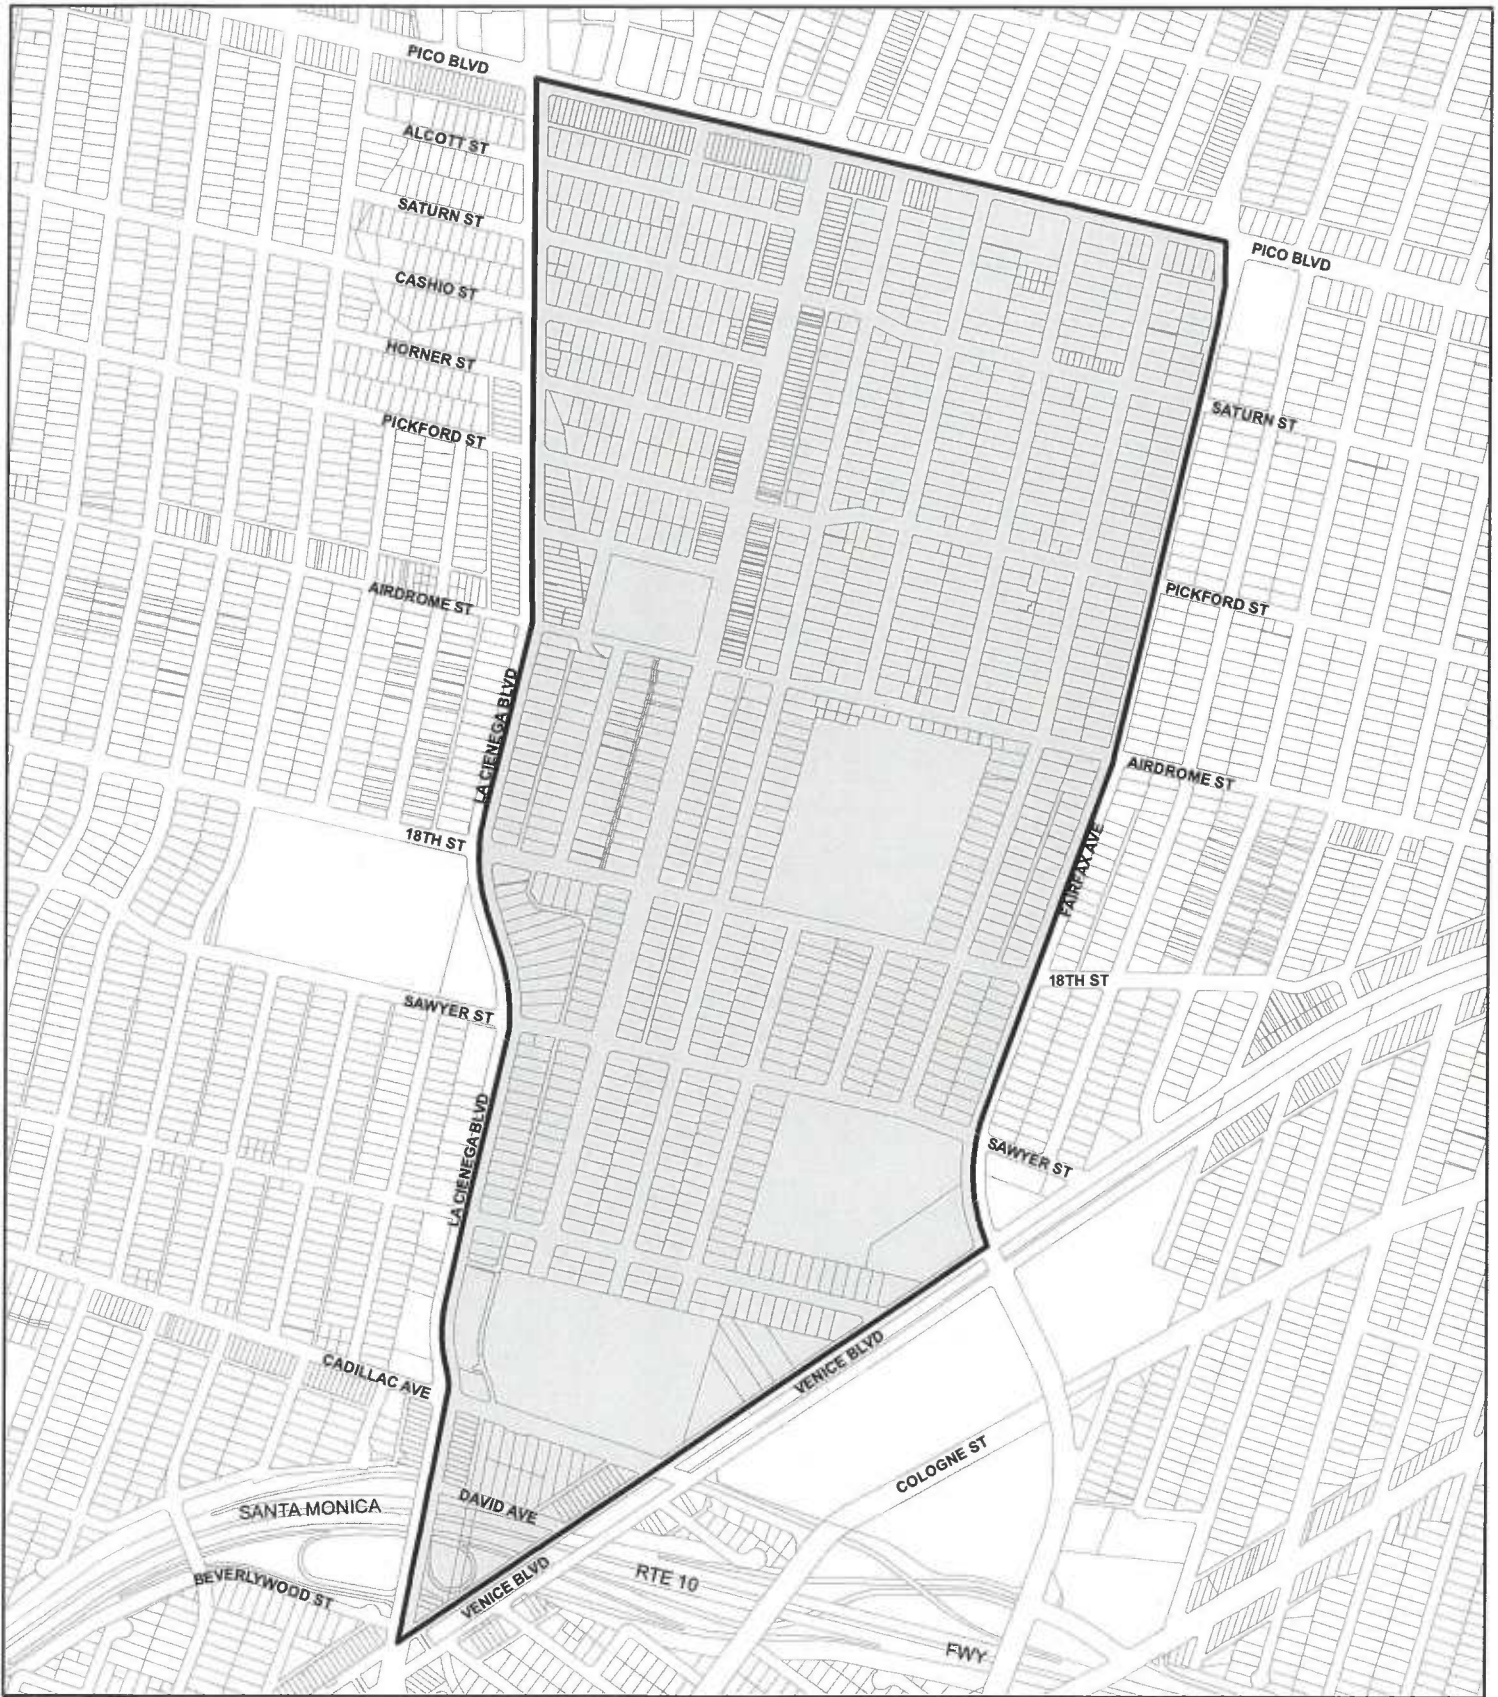 PICO BLVD
ALCOTT ST
SATURN ST
CASHIO ST
PICO BLVD
HORNER ST
SATURN ST
PICKFORD ST
AIRDROME ST
PICKFORD ST
LA CIENEGA BLVD
AIRDROME ST
18TH ST
FAIRFAX AVE
18TH ST
SAWYER ST
LA CIENEGA BLVD
SAWYER ST
CADILLAC AVE
VENICE BLVD
COLOGNE ST
SANTA MONICA
DAVID AVE
BEVERLYWOOD ST
VENICE BLVD
RTE 10
FWY